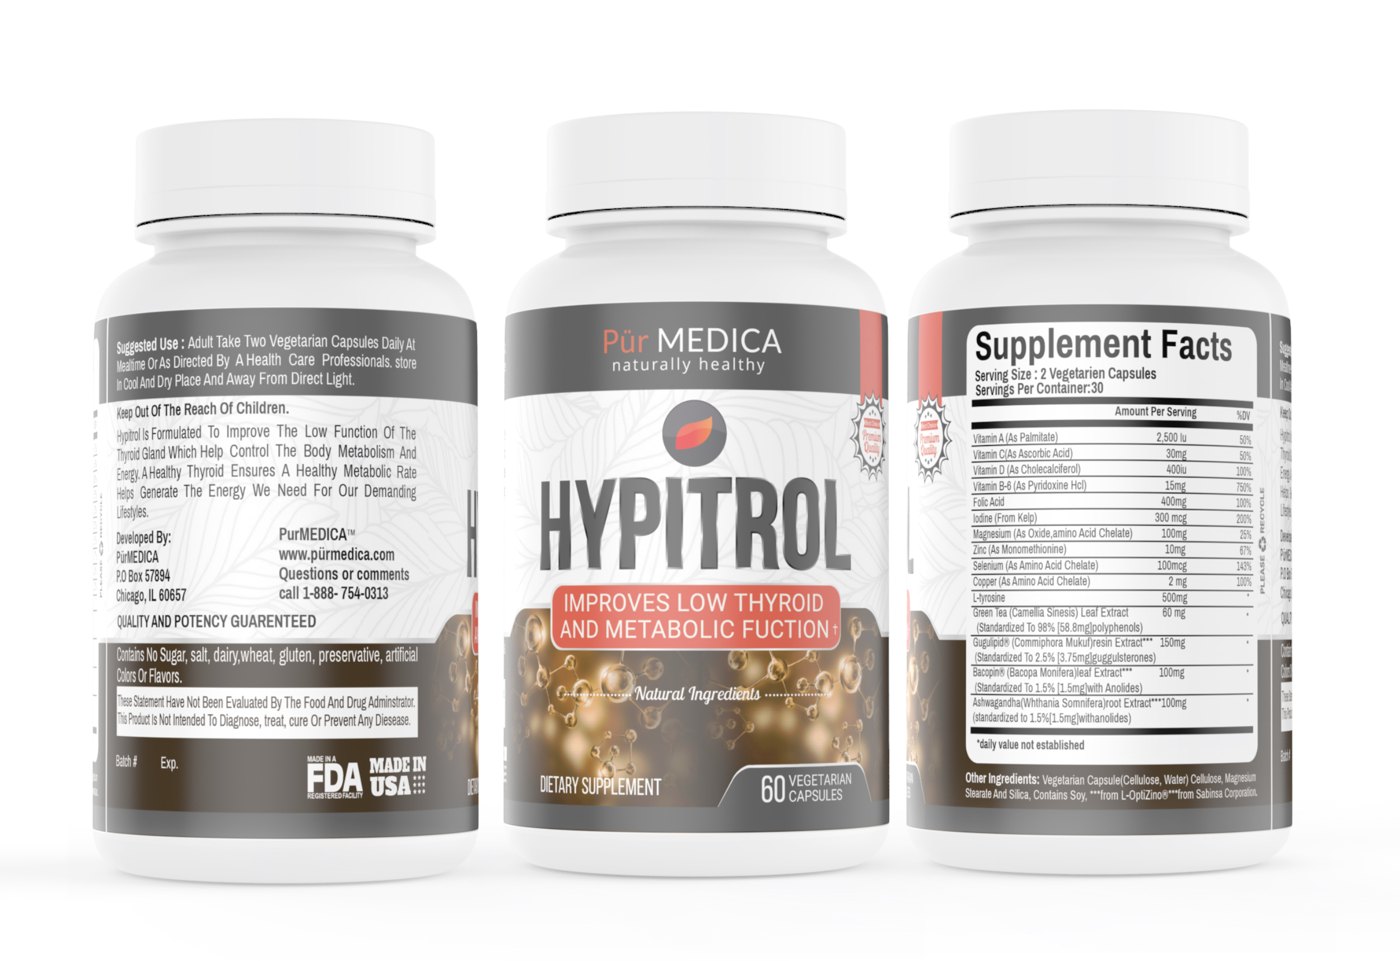 Suggested Use : Adult Take Two Vegetarian Capsules Daily At
Mealtime Or As Directed By A Health Care Professionals. store
In Cool And Dry Place And Away From Direct Light.
Keep Out Of The Reach Of Children.
Hypitrol Is Formulated To Improve The Low Function Of The
Thyroid Gland Which Help Control The Body Metabolism And
Energy. A Healthy Thyroid Ensures A Healthy Metabolic Rate
Helps Generate The Energy We Need For Our Demanding
Lifestyles.
Developed By:
PürMEDICA
P.O Box 57894
Chicago, IL 60657
PurMEDICA™
www.pürmedica.com
Questions or comments
call 1-888- 754-0313
QUALITY AND POTENCY GUARENTEED
Contains No Sugar, salt, dairy,wheat, gluten, preservative, artificial
Colors Or Flavors.
These Statement Have Not Been Evaluated By The Food And Drug Adminstrator.
This Product Is Not Intended To Diagnose, treat, cure Or Prevent Any Diesease.
Batch # Exp.
MADE IN A
FDA
REGISTERED FACILITY
MADE IN
USA
PLEASE RECYCLE
Pür MEDICA
naturally healthy
Premium
Quality
HYPITROL
IMPROVES LOW THYROID
AND METABOLIC FUCTION†
Natural Ingredients
DIETARY SUPPLEMENT
60 VEGETARIAN
CAPSULES
Premium
Quality
Supplement Facts
Serving Size : 2 Vegetarien Capsules
Servings Per Container:30
Amount Per Serving %DV
Vitamin A (As Palmitate) 2,500 Iu 50%
Vitamin C(As Ascorbic Acid) 30mg 50%
Vitamin D (As Cholecalciferol) 400iu 100%
Vitamin B-6 (As Pyridoxine Hcl) 15mg 750%
Folic Acid 400mg 100%
Iodine (From Kelp) 300 mcg 200%
Magnesium (As Oxide,amino Acid Chelate) 100mg 25%
Zinc (As Monomethionine) 10mg 67%
Selenium (As Amino Acid Chelate) 100mcg 143%
Copper (As Amino Acid Chelate) 2 mg 100%
L-tyrosine 500mg *
Green Tea (Camellia Sinesis) Leaf Extract 60 mg *
(Standardized To 98% [58.8mg]polyphenols)
Gugulipid® (Commiphora Mukuf)resin Extract*** 150mg *
(Standardized To 2.5% [3.75mg]guggulsterones)
Bacopin® (Bacopa Monifera)leaf Extract*** 100mg *
(Standardized To 1.5% [1.5mg]with Anolides)
Ashwagandha(Whthania Somnifera)root Extract***100mg *
(standardized to 1.5%[1.5mg]withanolides)
*daily value not established
Other Ingredients: Vegetarian Capsule(Cellulose, Water) Cellulose, Magnesium
Stearate And Silica, Contains Soy, ***from L-OptiZino®***from Sabinsa Corporation.
PLEASE RECYCLE